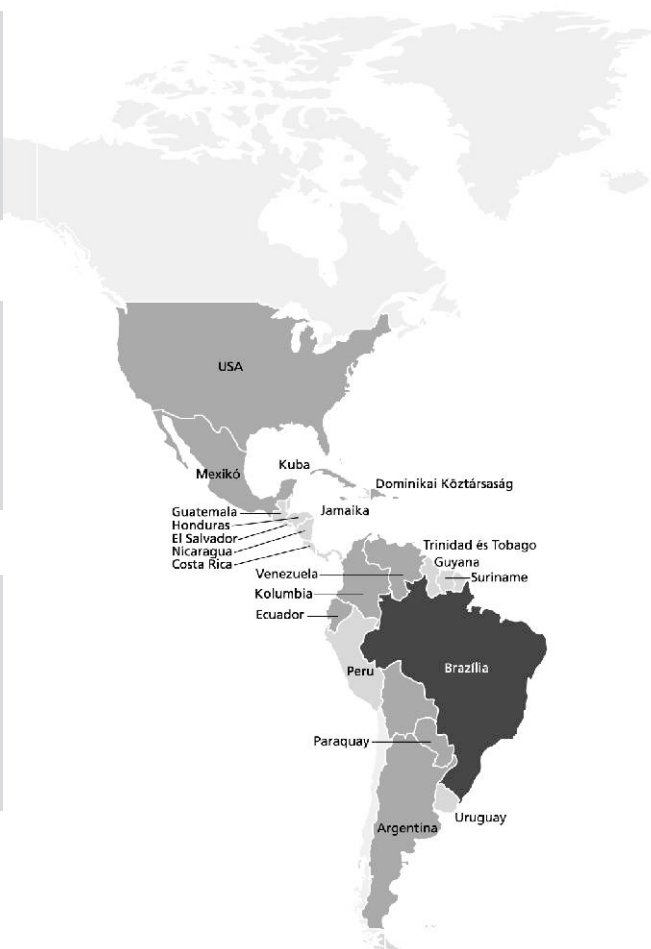 USA
Mexikó
Kuba
Dominikai Köztársaság
Guatemala
Jamaika
Honduras
El Salvador
Nicaragua
Costa Rica
Trinidad és Tobago
Guyana
Venezuela
Suriname
Kolumbia
Ecuador
Peru
Brazília
Paraguay
Uruguay
Argentina